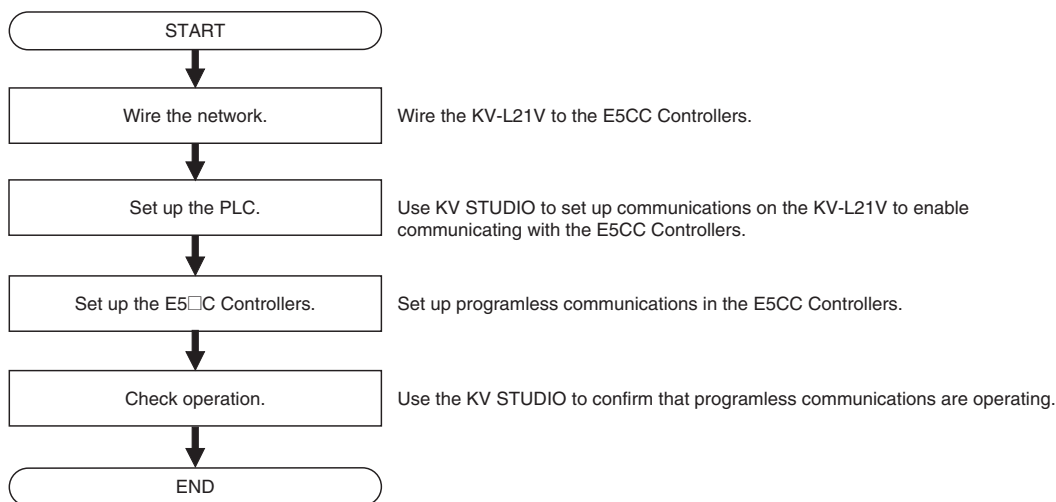 START
Wire the network.
Wire the KV-L21V to the E5CC Controllers.
Set up the PLC.
Use KV STUDIO to set up communications on the KV-L21V to enable
communicating with the E5CC Controllers.
Set up the E5□C Controllers.
Set up programless communications in the E5CC Controllers.
Check operation.
Use the KV STUDIO to confirm that programless communications are operating.
END